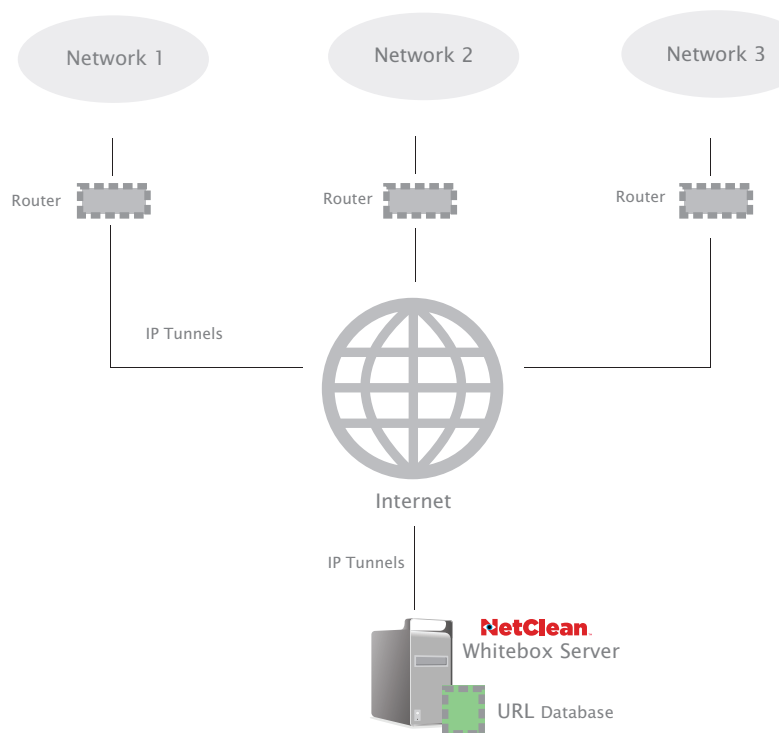 Network 1
Network 2
Network 3
Router
Router
Router
IP Tunnels
Internet
IP Tunnels
NetClean
Whitebox Server
URL Database